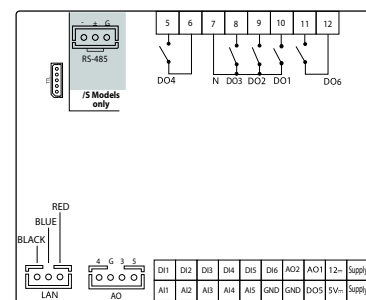 - ± G
RS-485
/S Models
only
5 6 7 8 9 10 11 12
DO4 N DO3 DO2 DO1 DO6
RED
BLUE
BLACK
LAN
4 G 3 S
AO
DI1 DI2 DI3 DI4 DI5 DI6 AO2 AO1 12⎓ Supply
AI1 AI2 AI3 AI4 AI5 GND GND DO5 5V⎓ Supply